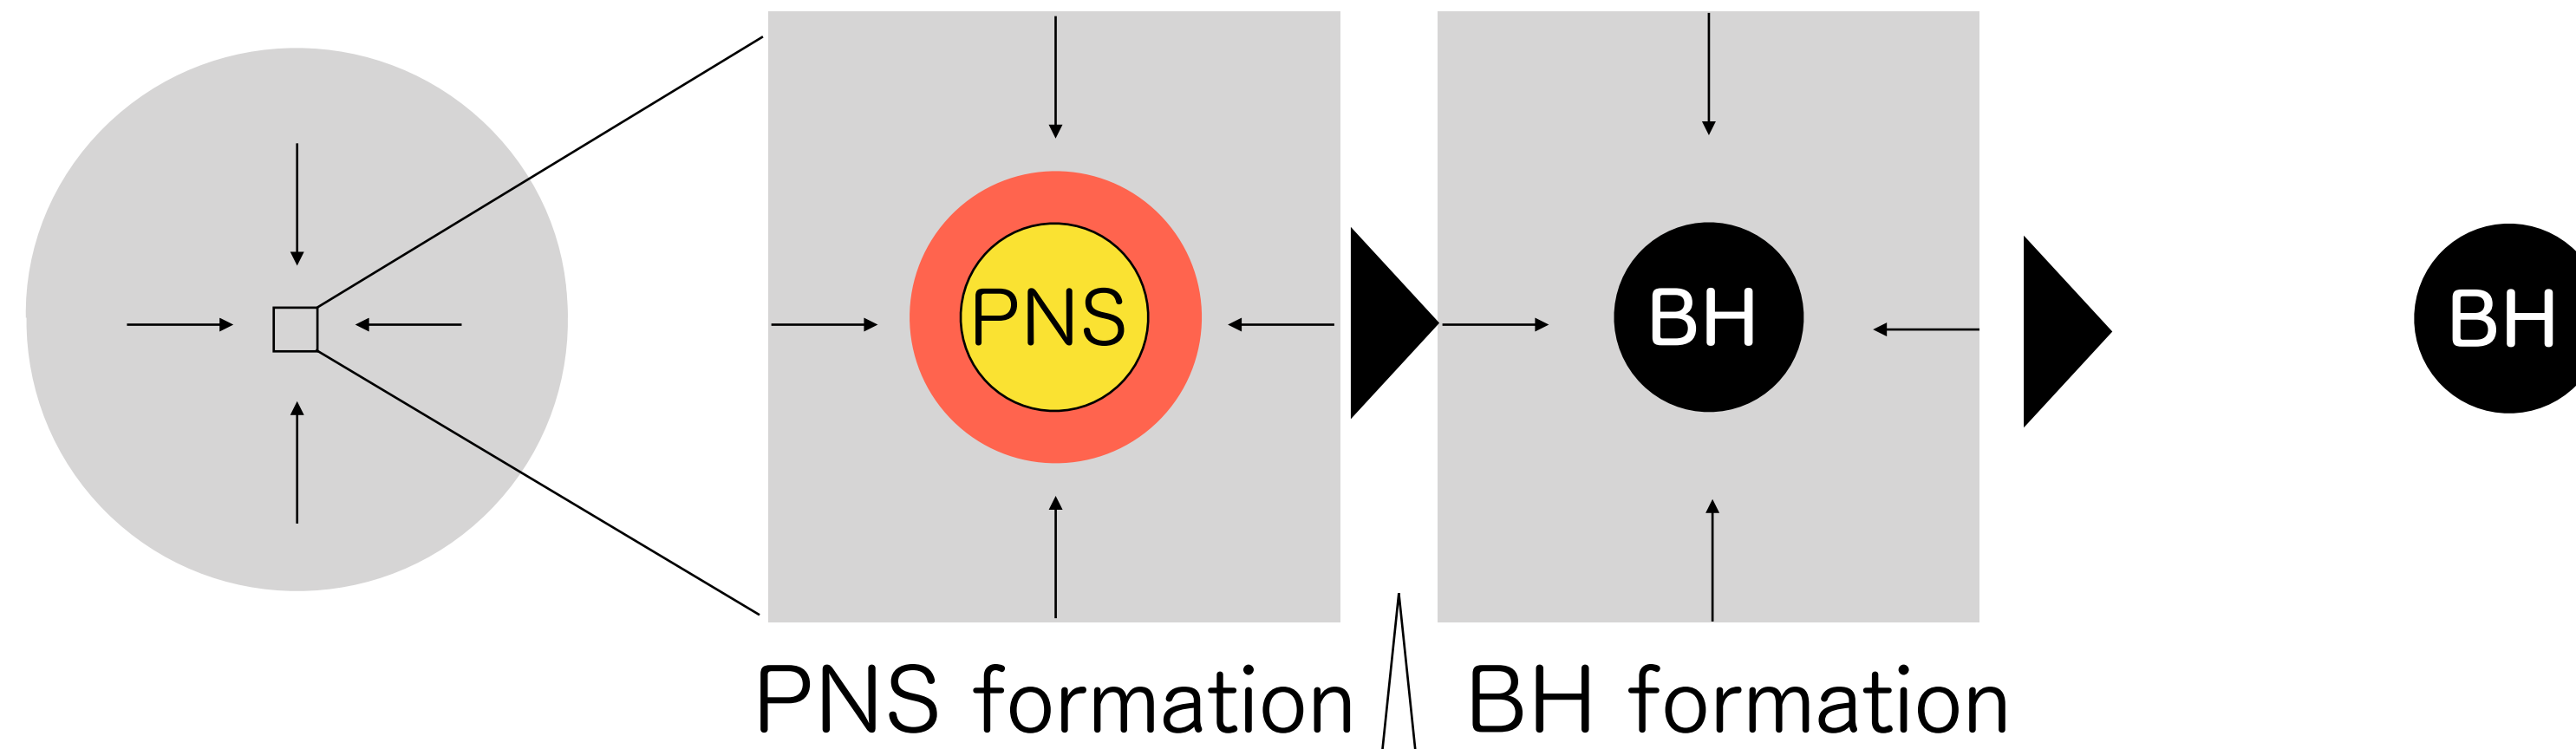 PNS
BH
BH
PNS formation
BH formation